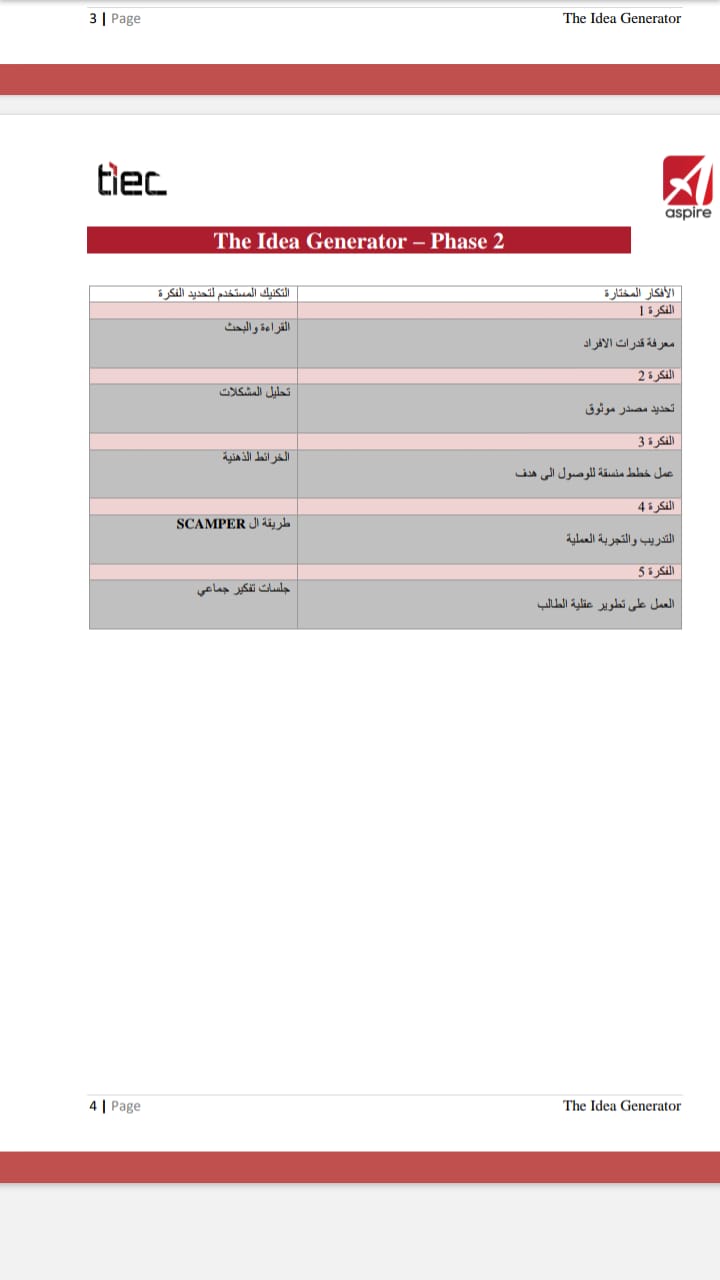 3 | Page
The Idea Generator
tiec
aspire
The Idea Generator – Phase 2
الأفكار المختارة
التكنيك المستخدم لتحديد الفكرة
الفكرة 1
معرفة قدرات الافراد
القراءة والبحث
الفكرة 2
تحديد مصدر موثوق
تحليل المشكلات
الفكرة 3
عمل خطط منسقة للوصول الى هدف
الخرائط الذهنية
الفكرة 4
التدريب والتجربة العملية
طريقة ال SCAMPER
الفكرة 5
العمل على تطوير عقلية الطالب
جلسات تفكير جماعي
4 | Page
The Idea Generator